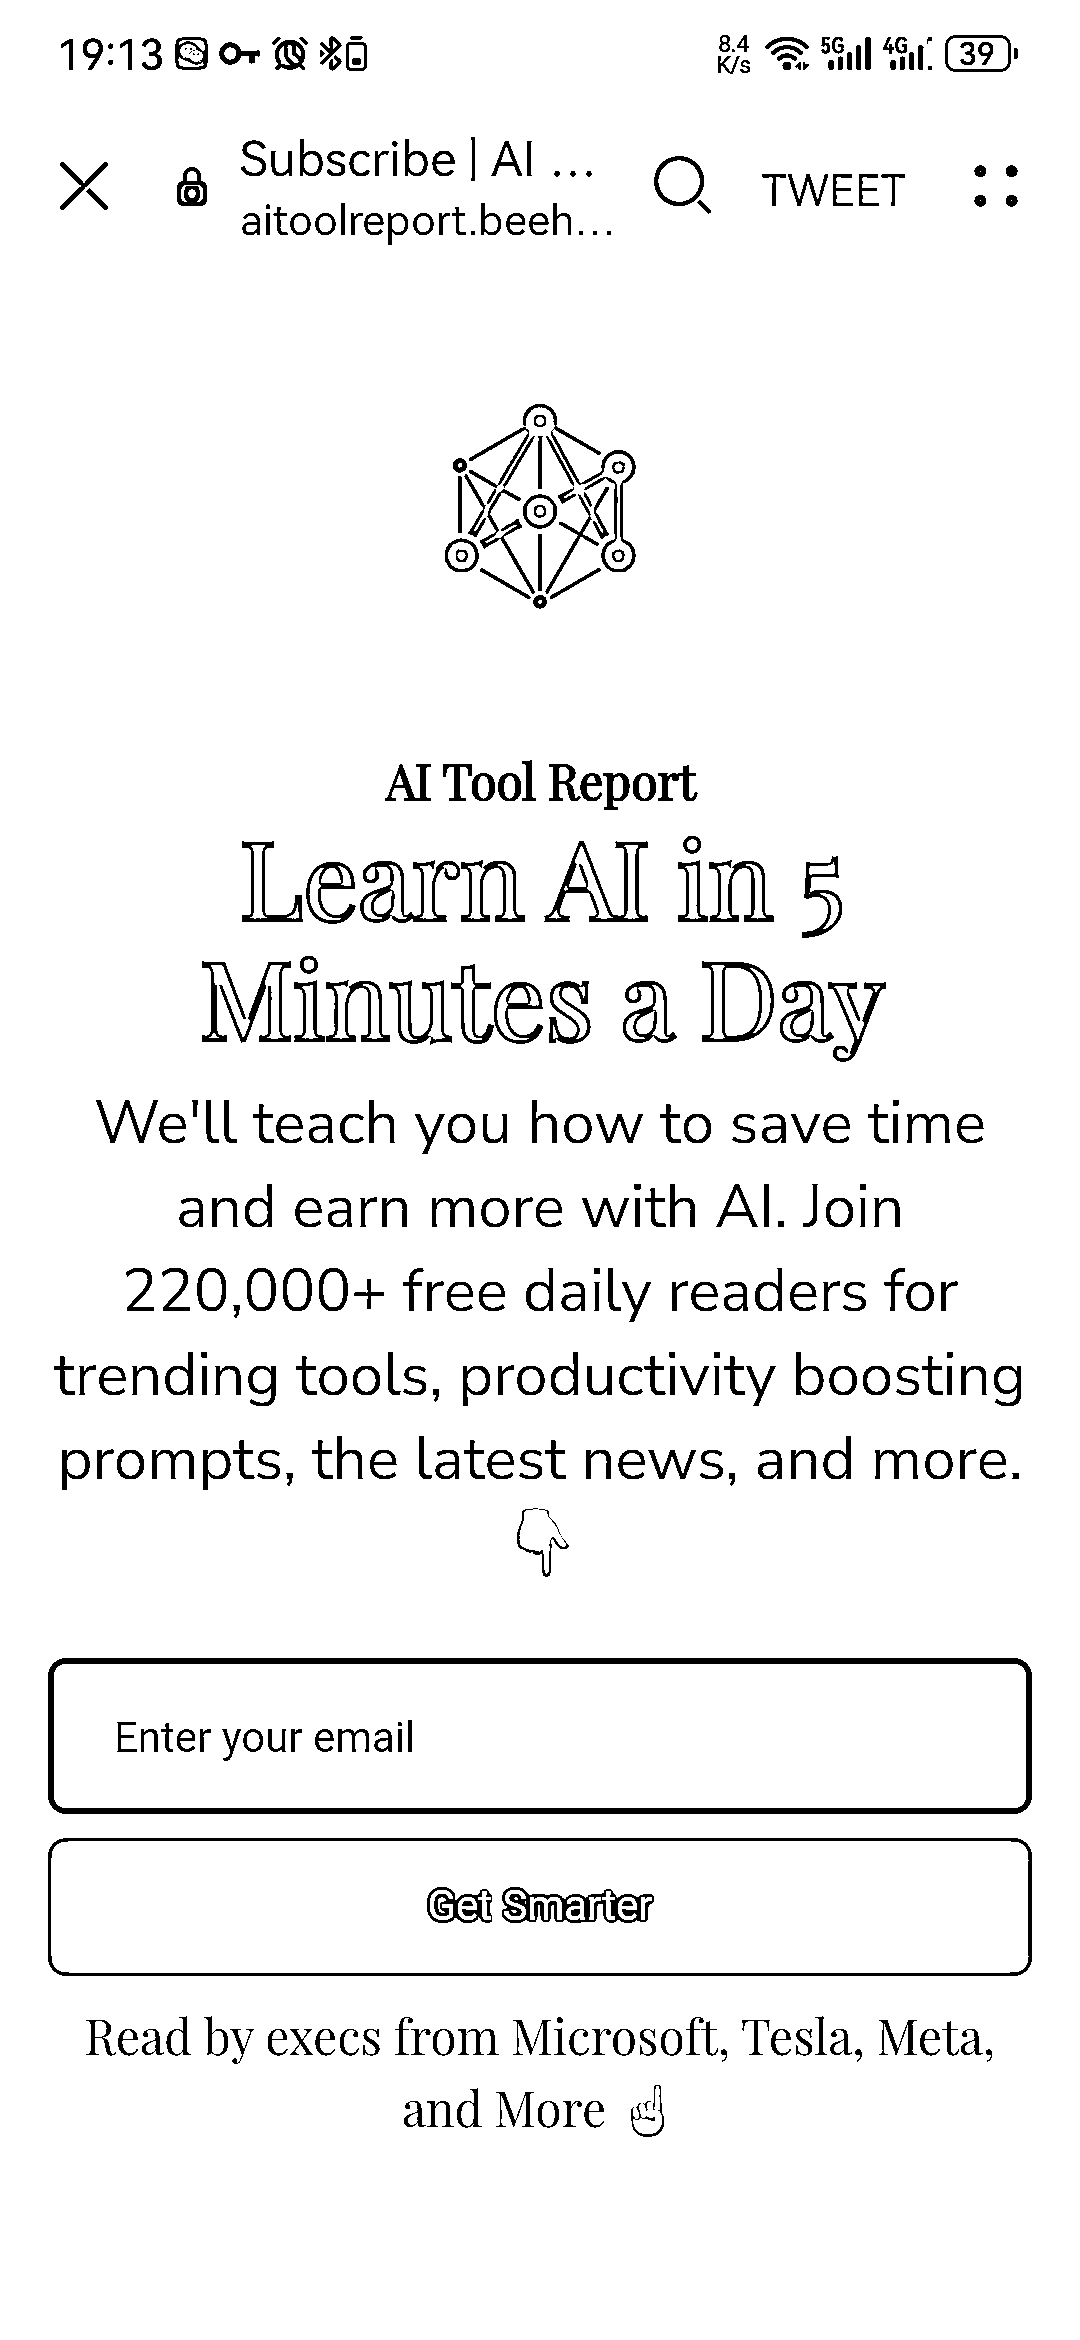 19:13
8.4
K/s
5G
4G
39
Subscribe | AI ...
aitoolreport.beeh...
TWEET
AI Tool Report
Learn AI in 5
Minutes a Day
We'll teach you how to save time
and earn more with AI. Join
220,000+ free daily readers for
trending tools, productivity boosting
prompts, the latest news, and more.
👇
Enter your email
Get Smarter
Read by execs from Microsoft, Tesla, Meta,
and More ☝